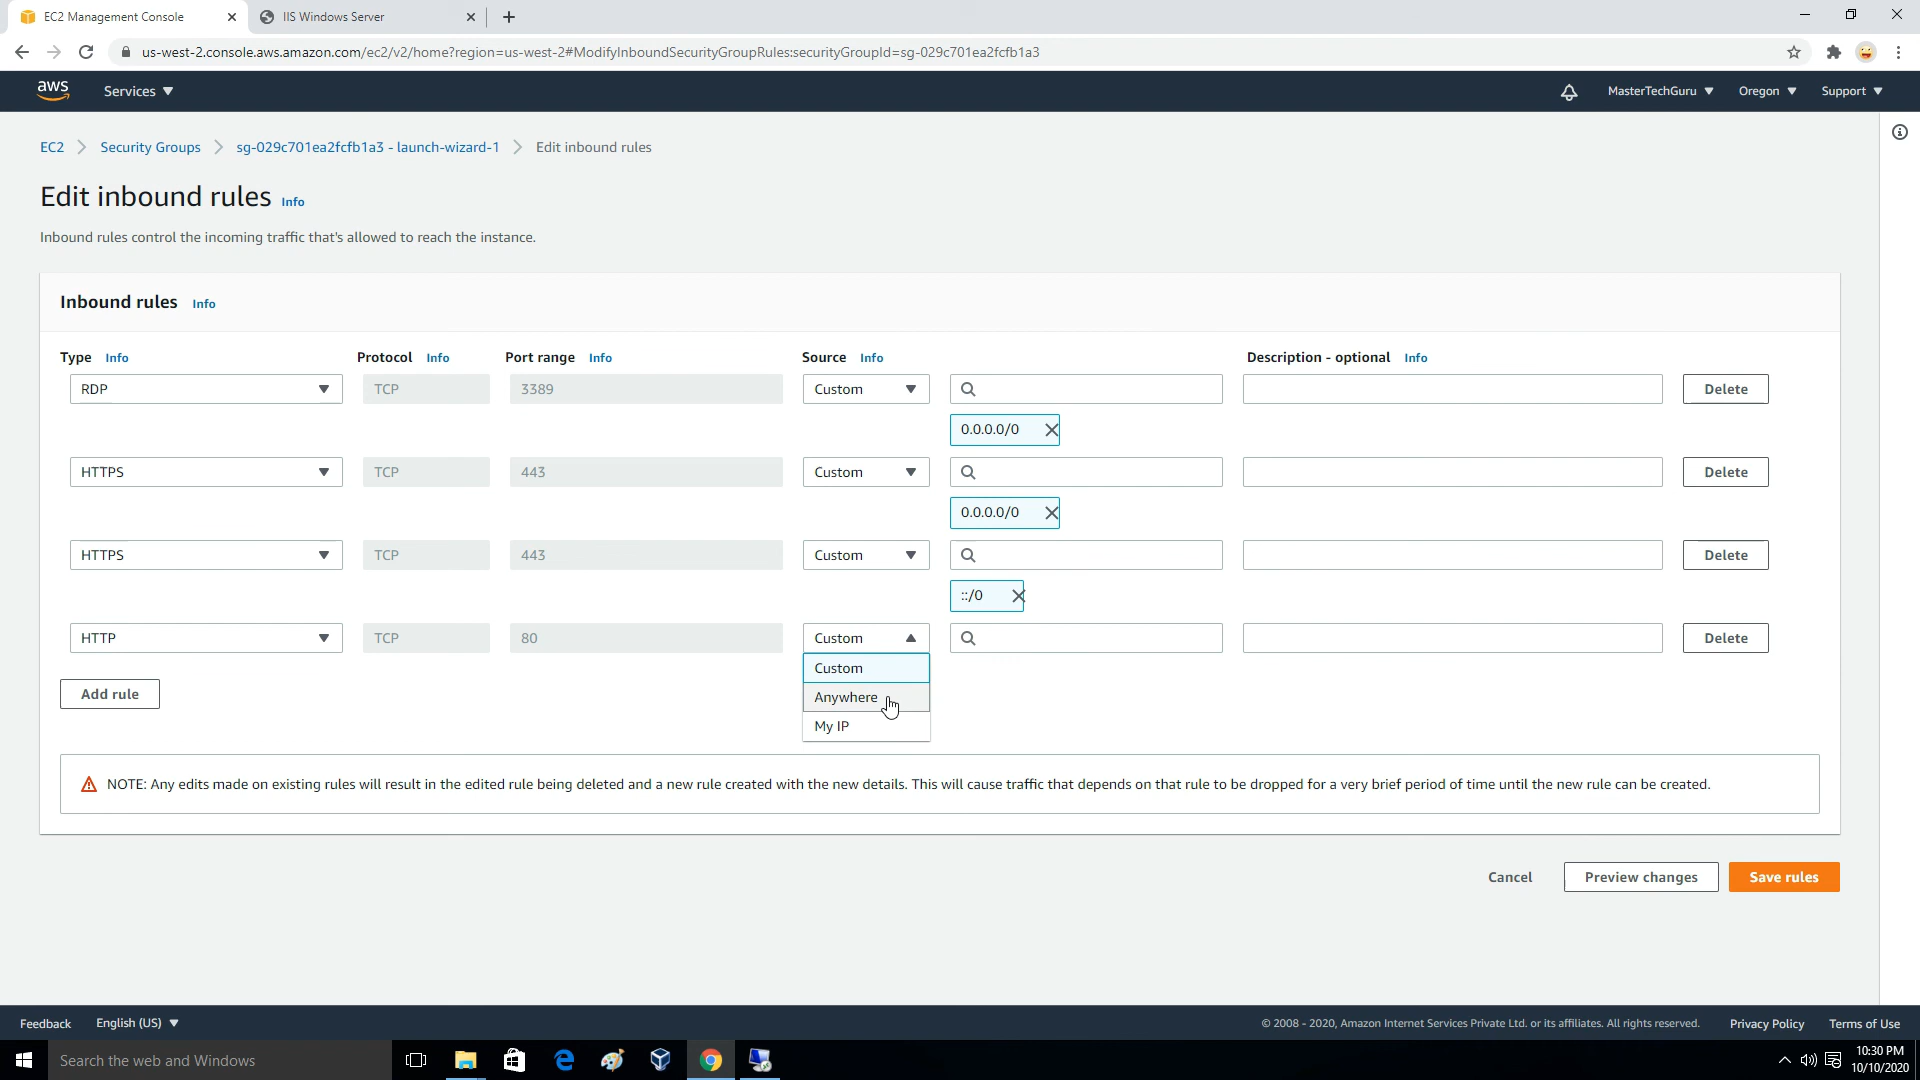 EC2 Management Console
IIS Windows Server
us-west-2.console.aws.amazon.com/ec2/v2/home?region=us-west-2#ModifyInboundSecurityGroupRules:securityGroupId=sg-029c701ea2fcfb1a3
aws Services MasterTechGuru Oregon Support
EC2 Security Groups sg-029c701ea2fcfb1a3 - launch-wizard-1 Edit inbound rules
Edit inbound rules Info
Inbound rules control the incoming traffic that's allowed to reach the instance.
Inbound rules Info
Type Info Protocol Info Port range Info Source Info Description - optional Info
RDP TCP 3389 Custom Delete
0.0.0.0/0
HTTPS TCP 443 Custom Delete
0.0.0.0/0
HTTPS TCP 443 Custom Delete
::/0
HTTP TCP 80 Custom Delete
Custom
Anywhere
My IP
Add rule
NOTE: Any edits made on existing rules will result in the edited rule being deleted and a new rule created with the new details. This will cause traffic that depends on that rule to be dropped for a very brief period of time until the new rule can be created.
Cancel Preview changes Save rules
Feedback English (US) © 2008 - 2020, Amazon Internet Services Private Ltd. or its affiliates. All rights reserved. Privacy Policy Terms of Use
Search the web and Windows
10:30 PM
10/10/2020